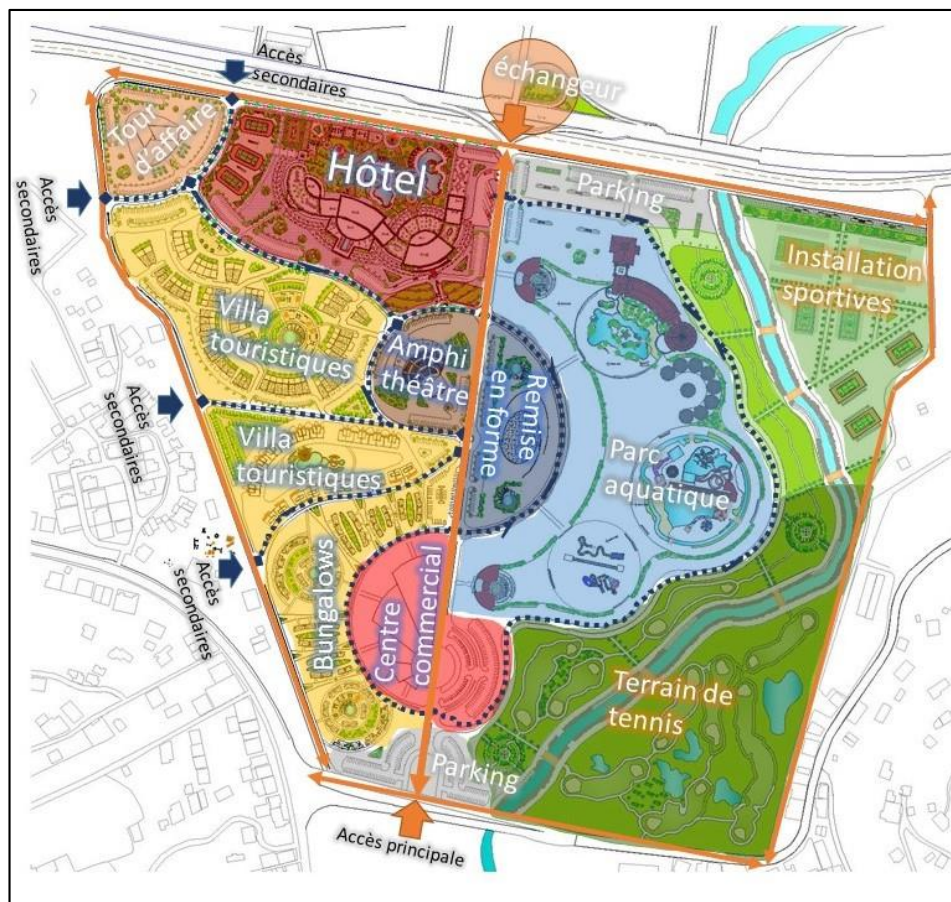 Accès
secondaires
échangeur
Tour
d'affaire
Hôtel
Parking
Accès
secondaires
Installation
sportives
Villa
touristiques
Amphi
théâtre
Remise
en forme
Accès
secondaires
Villa
touristiques
Parc
aquatique
Accès
secondaires
Bungalows
Centre
commercial
Terrain de
tennis
Parking
Accès principale